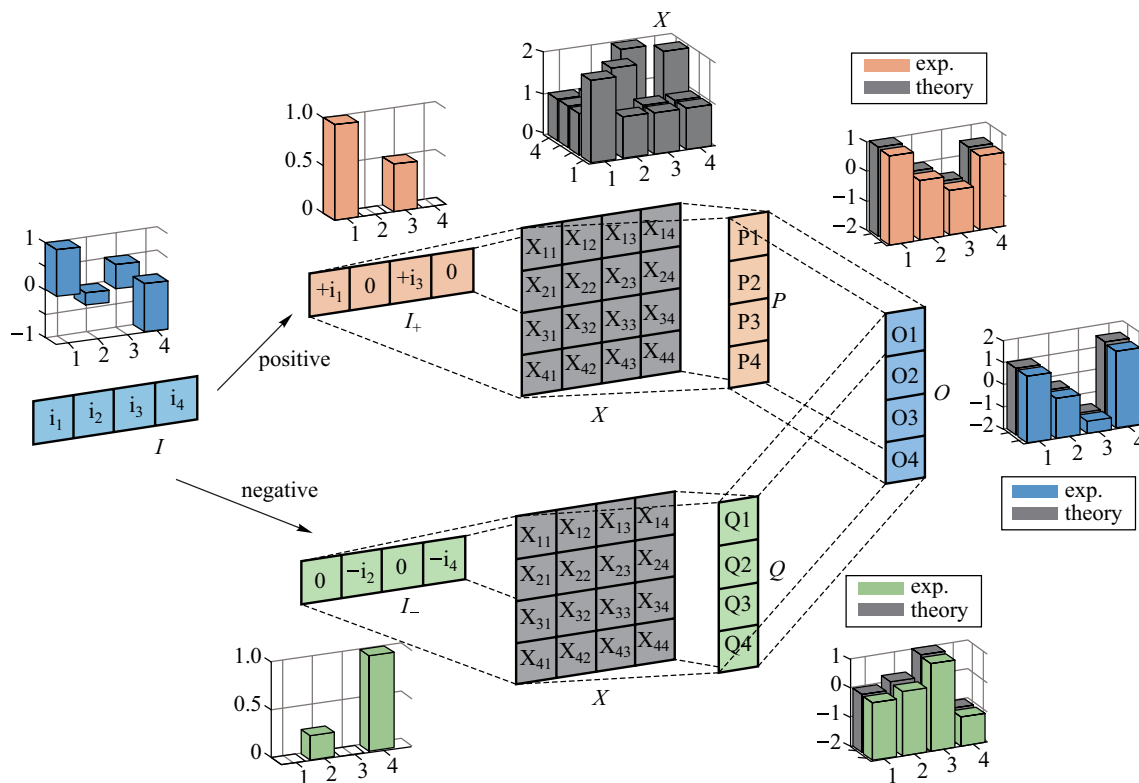 X
2
1
0
4
1
1
2
3
4
exp.
theory
1
0
−1
−2
1
2
3
4
1.0
0.5
0
1
2
3
4
1
0
−1
1
2
3
4
+i₁ 0 +i₃ 0
I₊
positive
X₁₁ X₁₂ X₁₃ X₁₄
X₂₁ X₂₂ X₂₃ X₂₄
X₃₁ X₃₂ X₃₃ X₃₄
X₄₁ X₄₂ X₄₃ X₄₄
X
P1
P2
P3
P4
P
i₁ i₂ i₃ i₄
I
O1
O2
O3
O4
O
2
1
0
−1
−2
1
2
3
4
exp.
theory
negative
0 −i₂ 0 −i₄
I₋
X₁₁ X₁₂ X₁₃ X₁₄
X₂₁ X₂₂ X₂₃ X₂₄
X₃₁ X₃₂ X₃₃ X₃₄
X₄₁ X₄₂ X₄₃ X₄₄
X
Q1
Q2
Q3
Q4
Q
1.0
0.5
0
1
2
3
4
exp.
theory
1
0
−1
−2
1
2
3
4